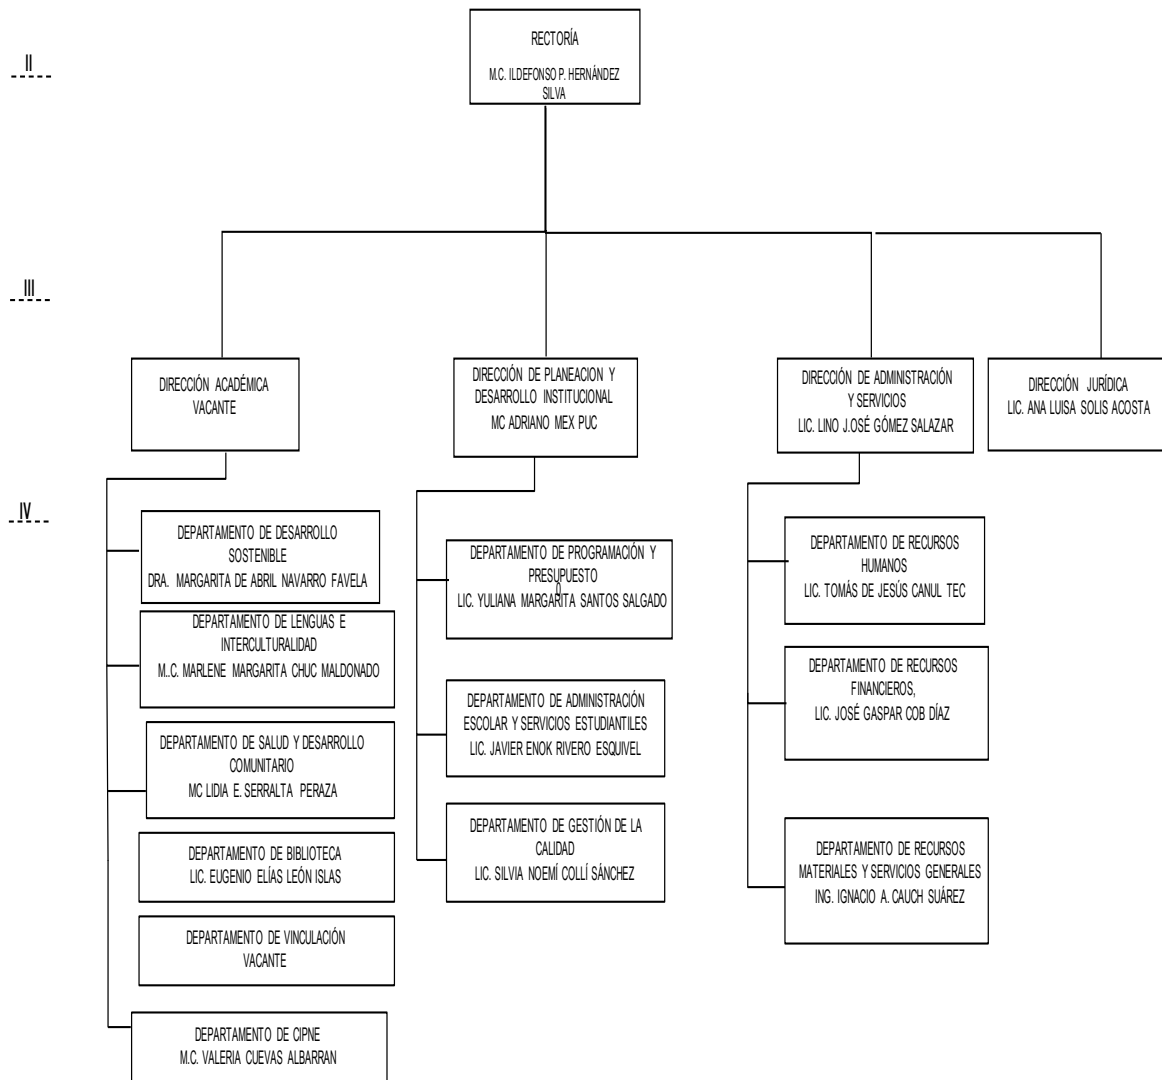 II
RECTORÍA
M.C. ILDEFONSO P. HERNÁNDEZ
SILVA
III
DIRECCIÓN ACADÉMICA
VACANTE
DIRECCIÓN DE PLANEACION Y
DESARROLLO INSTITUCIONAL
MC ADRIANO MEX PUC
DIRECCIÓN DE ADMINISTRACIÓN
Y SERVICIOS
LIC. LINO J.OSÉ GÓMEZ SALAZAR
DIRECCIÓN JURÍDICA
LIC. ANA LUISA SOLIS ACOSTA
IV
DEPARTAMENTO DE DESARROLLO
SOSTENIBLE
DRA. MARGARITA DE ABRIL NAVARRO FAVELA
DEPARTAMENTO DE LENGUAS E
INTERCULTURALIDAD
M..C. MARLENE MARGARITA CHUC MALDONADO
DEPARTAMENTO DE SALUD Y DESARROLLO
COMUNITARIO
MC LIDIA E. SERRALTA PERAZA
DEPARTAMENTO DE BIBLIOTECA
LIC. EUGENIO ELÍAS LEÓN ISLAS
DEPARTAMENTO DE VINCULACIÓN
VACANTE
DEPARTAMENTO DE CIPNE
M.C. VALERIA CUEVAS ALBARRAN
DEPARTAMENTO DE PROGRAMACIÓN Y
PRESUPUESTO
0
LIC. YULIANA MARGARITA SANTOS SALGADO
DEPARTAMENTO DE ADMINISTRACIÓN
ESCOLAR Y SERVICIOS ESTUDIANTILES
LIC. JAVIER ENOK RIVERO ESQUIVEL
DEPARTAMENTO DE GESTIÓN DE LA
CALIDAD
LIC. SILVIA NOEMÍ COLLÍ SÁNCHEZ
DEPARTAMENTO DE RECURSOS
HUMANOS
LIC. TOMÁS DE JESÚS CANUL TEC
DEPARTAMENTO DE RECURSOS
FINANCIEROS,
LIC. JOSÉ GASPAR COB DÍAZ
DEPARTAMENTO DE RECURSOS
MATERIALES Y SERVICIOS GENERALES
ING. IGNACIO A. CAUCH SUÁREZ